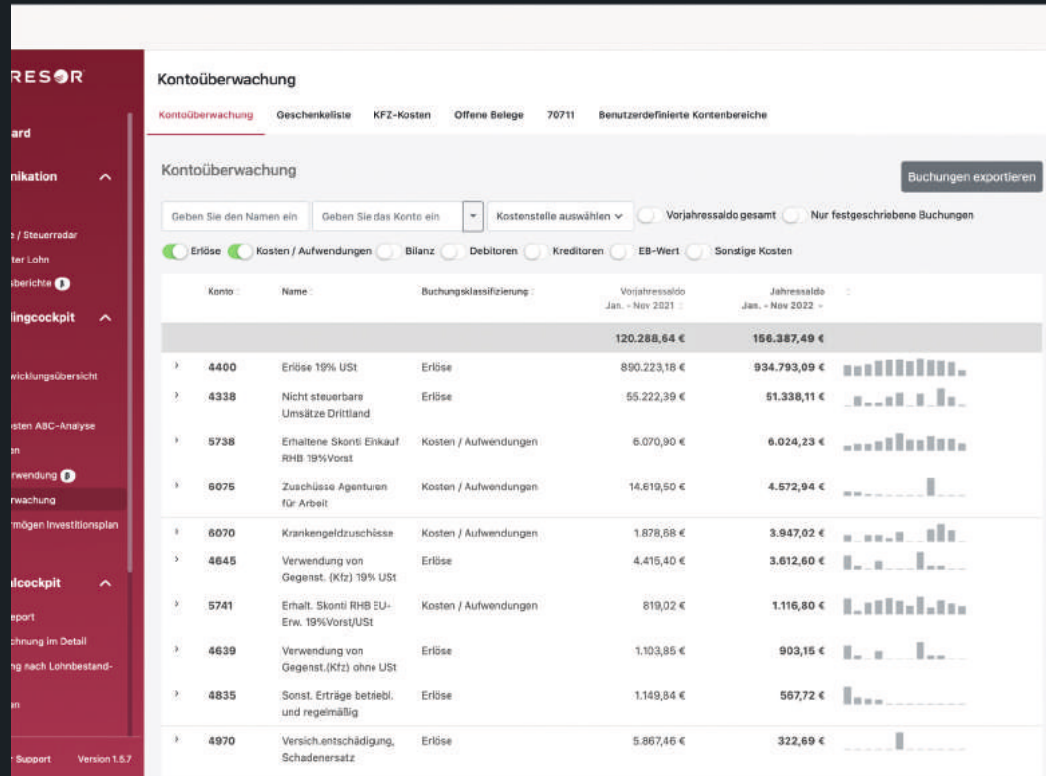 RESOR
Kontoüberwachung
Kontoüberwachung Geschenkeliste KFZ-Kosten Offene Belege 70711 Benutzerdefinierte Kontenbereiche
ard
nikation
e / Steuerradar
ter Lohn
sberichte
lingcockpit
wicklungsübersicht
osten ABC-Analyse
en
rwendung
rwachung
rmögen Investitionsplan
alcockpit
eport
chnung im Detail
ng nach Lohnbestand-
en
Support Version 1.5.7
Kontoüberwachung
Buchungen exportieren
Geben Sie den Namen ein Geben Sie das Konto ein Kostenstelle auswählen Vorjahressaldo gesamt Nur festgeschriebene Buchungen
Erlöse Kosten / Aufwendungen Bilanz Debitoren Kreditoren EB-Wert Sonstige Kosten
Konto Name Buchungsklassifizierung Vorjahressaldo Jahressaldo
Jan. - Nov 2021 Jan. - Nov 2022
120.288,64 € 156.387,49 €
4400 Erlöse 19% USt Erlöse 890.223,18 € 934.793,09 €
4338 Nicht steuerbare Erlöse 55.222,39 € 51.338,11 €
Umsätze Drittland
5738 Erhaltene Skonti Einkauf Kosten / Aufwendungen 6.070,90 € 6.024,23 €
RHB 19%Vorst
6075 Zuschüsse Agenturen Kosten / Aufwendungen 14.619,50 € 4.572,94 €
für Arbeit
6070 Krankengeldzuschüsse Kosten / Aufwendungen 1.878,68 € 3.947,02 €
4645 Verwendung von Erlöse 4.415,40 € 3.612,60 €
Gegenst. (Kfz) 19% USt
5741 Erhalt. Skonti RHB EU- Kosten / Aufwendungen 819,02 € 1.116,80 €
Erw. 19%Vorst/USt
4639 Verwendung von Erlöse 1.103,85 € 903,15 €
Gegenst.(Kfz) ohne USt
4835 Sonst. Erträge betriebl. Erlöse 1.149,84 € 567,72 €
und regelmäßig
4970 Versich.entschädigung, Erlöse 5.867,46 € 322,69 €
Schadenersatz